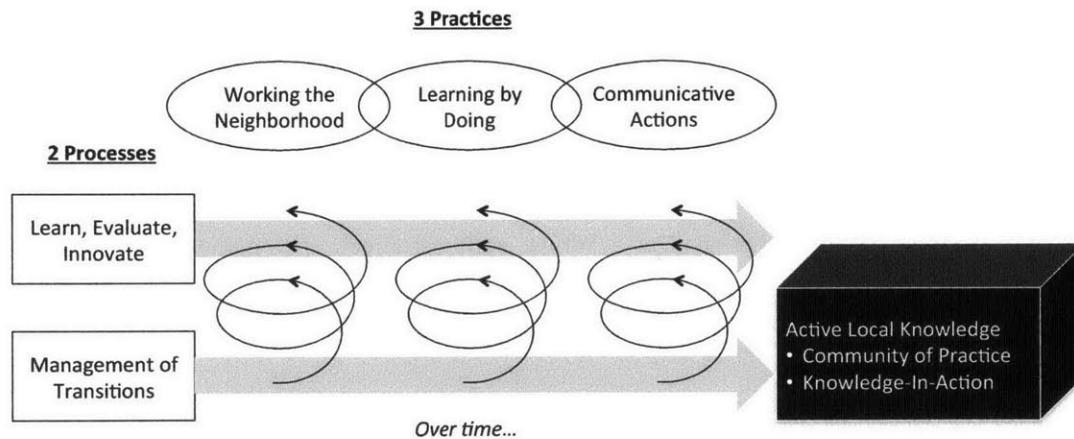 3 Practices
Working the
Neighborhood
Learning by
Doing
Communicative
Actions
2 Processes
Learn, Evaluate,
Innovate
Management of
Transitions
Active Local Knowledge
• Community of Practice
• Knowledge-In-Action
Over time...